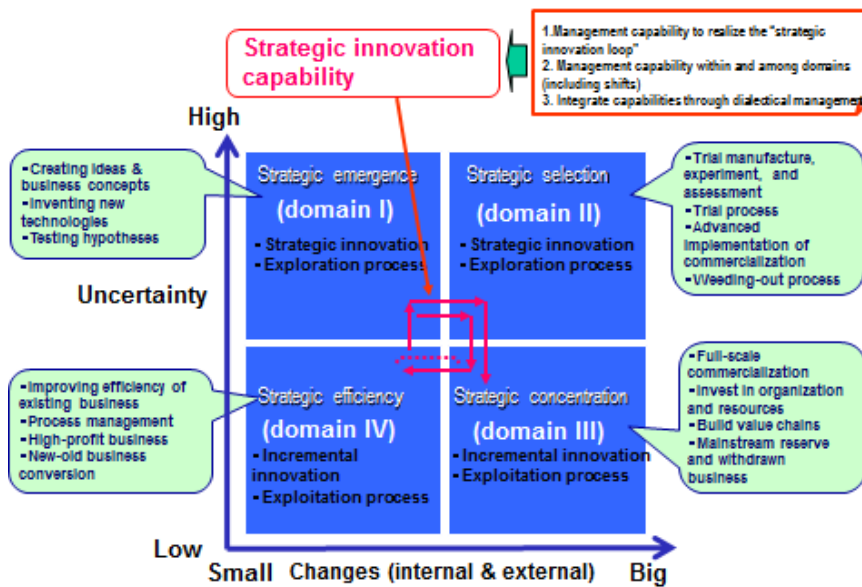 Strategic innovation
capability
1.Management capability to realize the "strategic
innovation loop"
2. Management capability within and among domains
(including shifts)
3. Integrate capabilities through dialectical management
High
▪Creating ideas &
business concepts
▪Inventing new
technologies
▪Testing hypotheses
Strategic emergence
(domain I)
▪Strategic innovation
▪Exploration process
Strategic selection
(domain II)
▪Strategic innovation
▪Exploration process
▪Trial manufacture,
experiment, and
assessment
▪Trial process
▪Advanced
implementation of
commercialization
▪Weeding-out process
Uncertainty
▪Improving efficiency of
existing business
▪Process management
▪High-profit business
▪New-old business
conversion
Strategic efficiency
(domain IV)
▪Incremental
innovation
▪Exploitation process
Strategic concentration
(domain III)
▪Incremental innovation
▪Exploitation process
▪Full-scale
commercialization
▪Invest in organization
and resources
▪Build value chains
▪Mainstream reserve
and withdrawn
business
Low
Small
Changes (internal & external)
Big